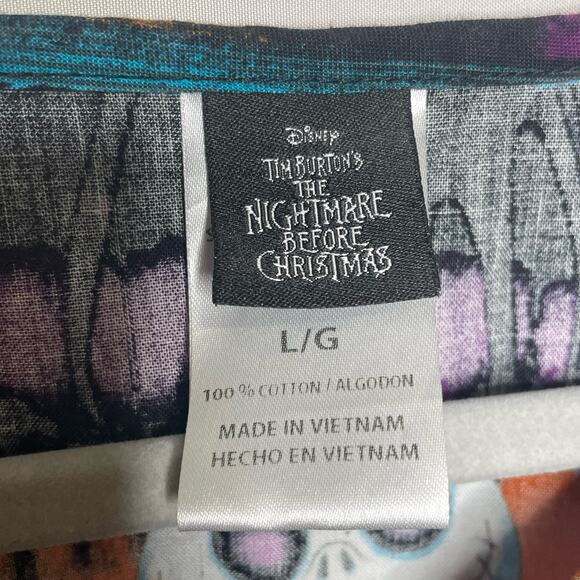 Disney
TIM BURTON'S
THE
NIGHTMARE
BEFORE
CHRISTMAS
L/G
100 % COTTON / ALGODON
MADE IN VIETNAM
HECHO EN VIETNAM